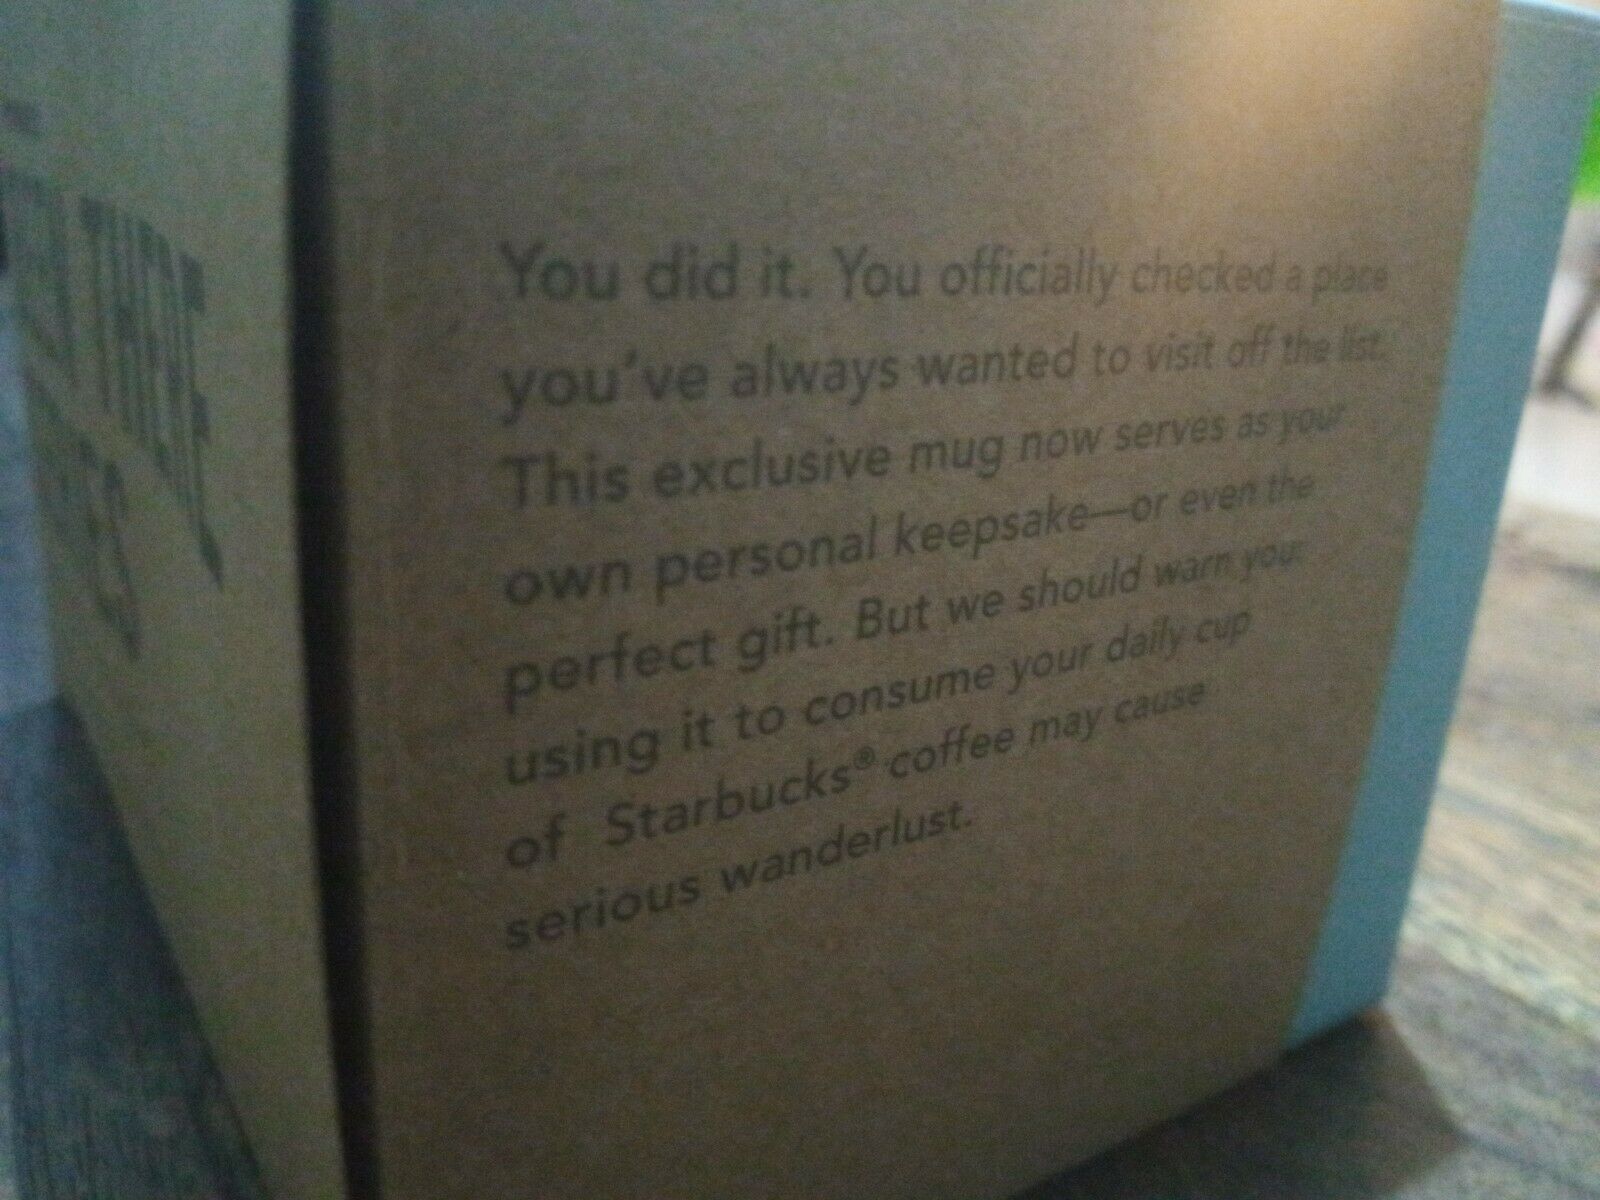 You did it. You officially checked a place
you've always wanted to visit off the list.
This exclusive mug now serves as your
own personal keepsake—or even the
perfect gift. But we should warn you:
using it to consume your daily cup
of Starbucks® coffee may cause
serious wanderlust.